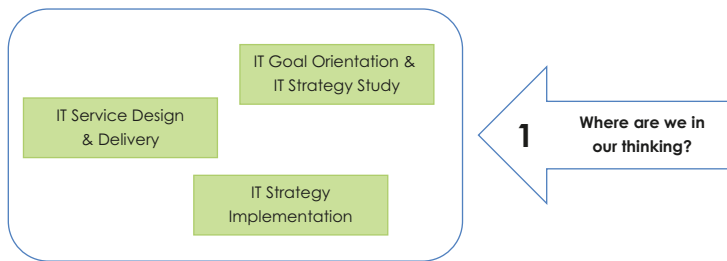 IT Goal Orientation &
IT Strategy Study
IT Service Design
& Delivery
IT Strategy
Implementation
1
Where are we in
our thinking?